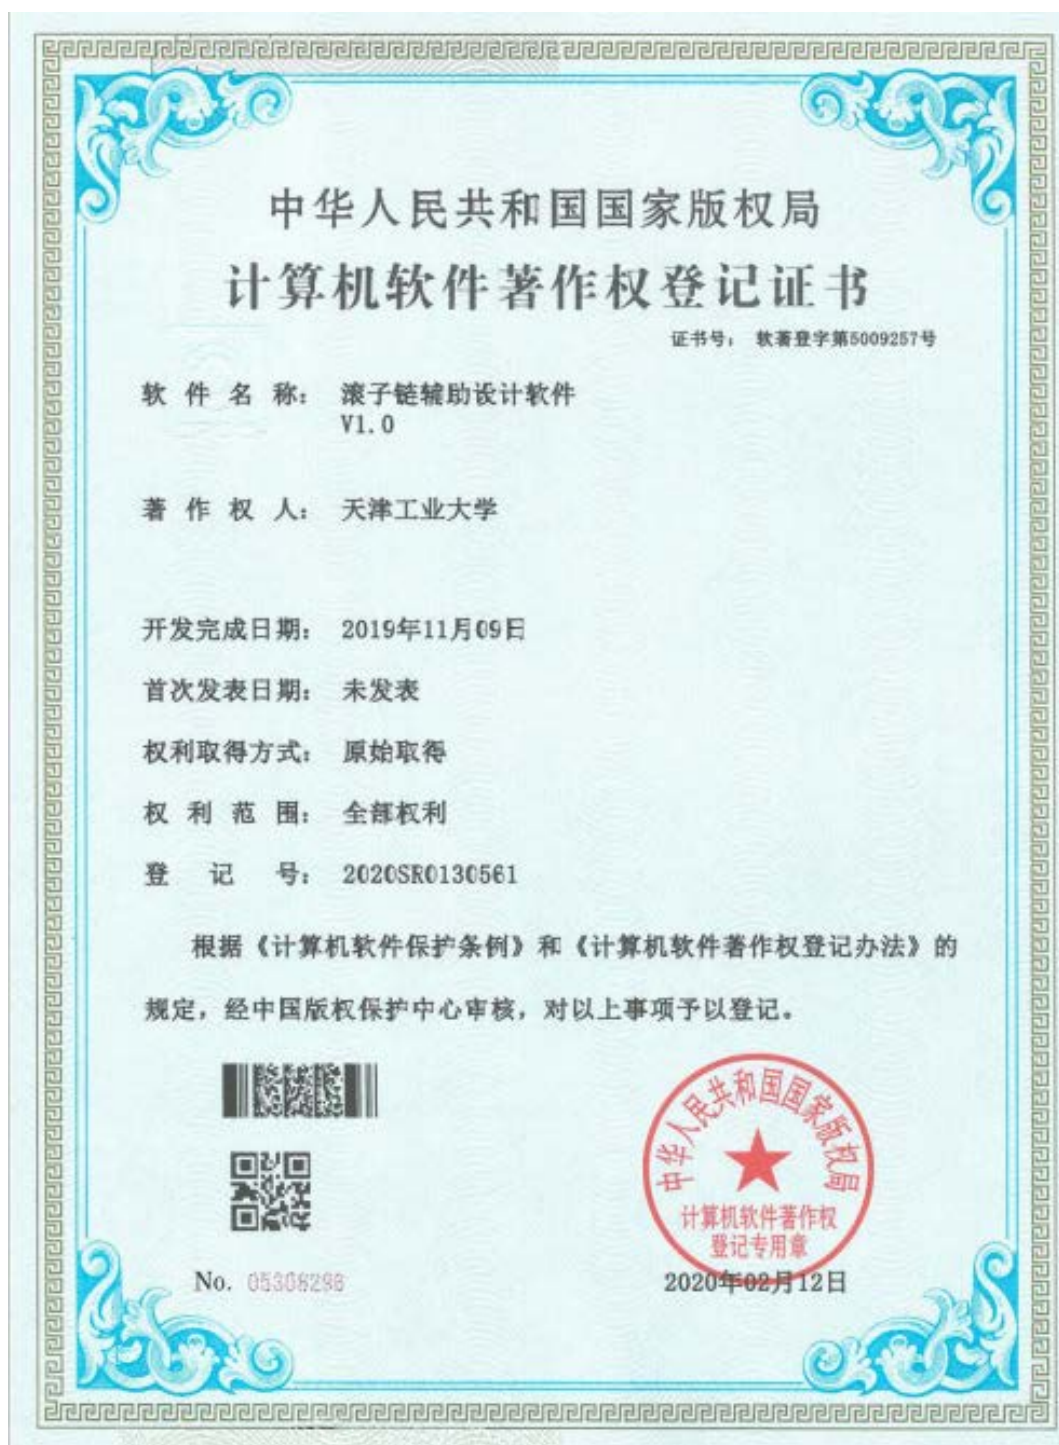 中华人民共和国国家版权局
计算机软件著作权登记证书
证书号： 软著登字第5009257号
软件名称： 滚子链辅助设计软件
V1.0
著作权人： 天津工业大学
开发完成日期： 2019年11月09日
首次发表日期： 未发表
权利取得方式： 原始取得
权利范围： 全部权利
登记号： 2020SR0130561
根据《计算机软件保护条例》和《计算机软件著作权登记办法》的
规定，经中国版权保护中心审核，对以上事项予以登记。
中华人民共和国国家版权局
计算机软件著作权
登记专用章
No. 05308298
2020年02月12日